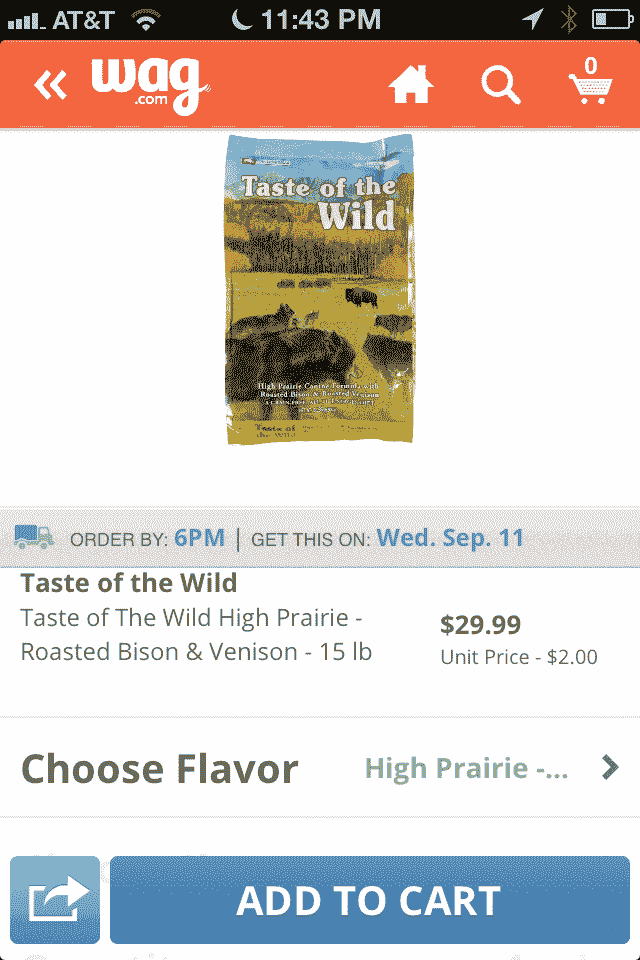 AT&T 11:43 PM
wag
.com
0
Taste of the
Wild
High Prairie Canine Formula with
Roasted Bison & Roasted Venison
Taste of
the Wild
ORDER BY: 6PM | GET THIS ON: Wed. Sep. 11
Taste of the Wild
Taste of The Wild High Prairie -
Roasted Bison & Venison - 15 lb
$29.99
Unit Price - $2.00
Choose Flavor High Prairie -...
ADD TO CART